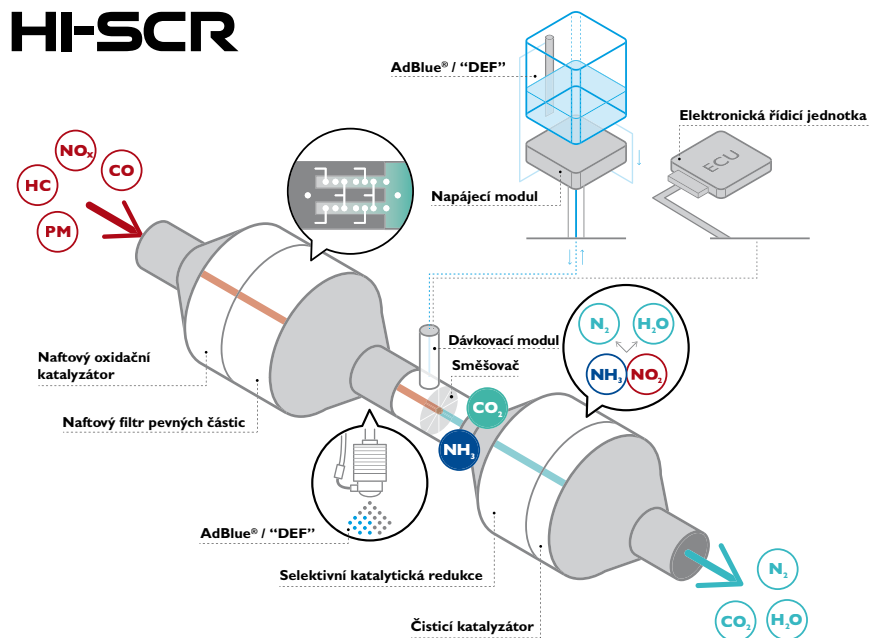 HI-SCR
AdBlue® / “DEF”
Elektronická řídicí jednotka
ECU
Napájecí modul
NOx
CO
HC
PM
Dávkovací modul
Směšovač
N₂
H₂O
NH₃
NO₂
Naftový oxidační
katalyzátor
Naftový filtr pevných částic
CO₂
NH₃
AdBlue® / “DEF”
Selektivní katalytická redukce
Čisticí katalyzátor
N₂
CO₂
H₂O